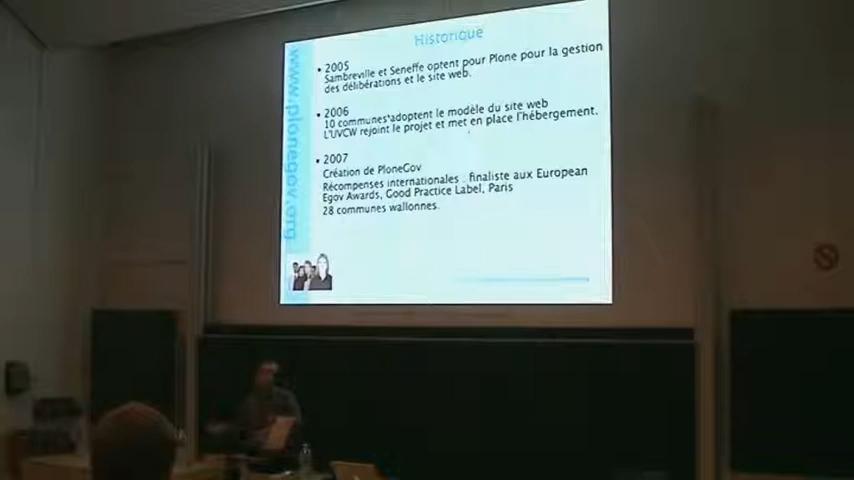 Historique
www.plonegov.org
• 2005
Sambreville et Seneffe optent pour Plone pour la gestion
des délibérations et le site web.
• 2006
10 communes adoptent le modèle du site web
L'UVCW rejoint le projet et met en place l'hébergement.
• 2007
Création de PloneGov
Récompenses internationales : finaliste aux European
Egov Awards, Good Practice Label, Paris
28 communes wallonnes.